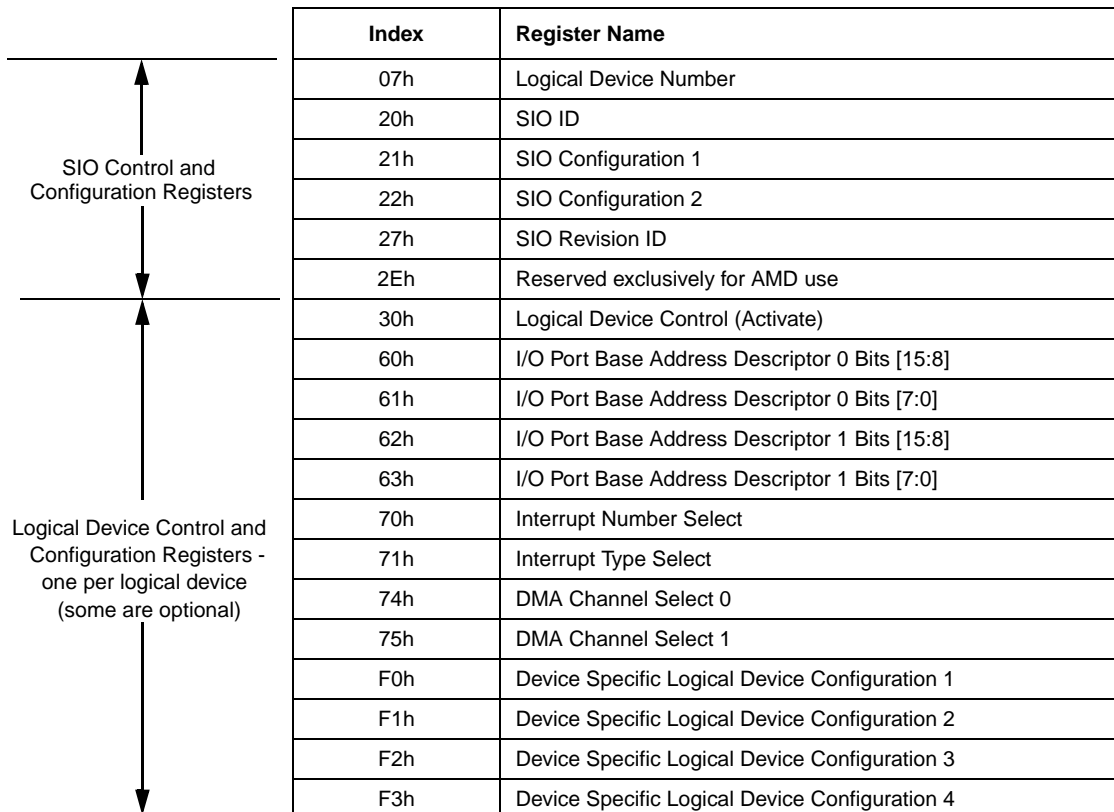 Index Register Name
07h Logical Device Number
20h SIO ID
21h SIO Configuration 1
22h SIO Configuration 2
27h SIO Revision ID
2Eh Reserved exclusively for AMD use
30h Logical Device Control (Activate)
60h I/O Port Base Address Descriptor 0 Bits [15:8]
61h I/O Port Base Address Descriptor 0 Bits [7:0]
62h I/O Port Base Address Descriptor 1 Bits [15:8]
63h I/O Port Base Address Descriptor 1 Bits [7:0]
70h Interrupt Number Select
71h Interrupt Type Select
74h DMA Channel Select 0
75h DMA Channel Select 1
F0h Device Specific Logical Device Configuration 1
F1h Device Specific Logical Device Configuration 2
F2h Device Specific Logical Device Configuration 3
F3h Device Specific Logical Device Configuration 4
SIO Control and
Configuration Registers
Logical Device Control and
Configuration Registers -
one per logical device
(some are optional)